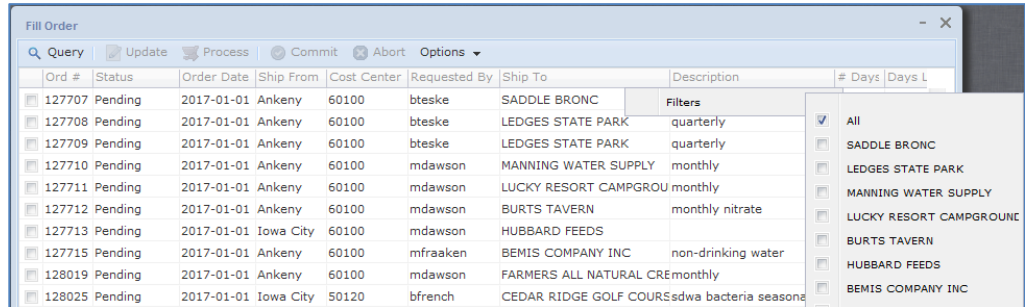 Fill Order
Query Update Process Commit Abort Options
Ord # Status Order Date Ship From Cost Center Requested By Ship To Description # Days Days L
127707 Pending 2017-01-01 Ankeny 60100 bteske SADDLE BRONC Filters
127708 Pending 2017-01-01 Ankeny 60100 bteske LEDGES STATE PARK quarterly All
127709 Pending 2017-01-01 Ankeny 60100 bteske LEDGES STATE PARK quarterly SADDLE BRONC
127710 Pending 2017-01-01 Ankeny 60100 mdawson MANNING WATER SUPPLY monthly LEDGES STATE PARK
127711 Pending 2017-01-01 Ankeny 60100 mdawson LUCKY RESORT CAMPGROU monthly MANNING WATER SUPPLY
127712 Pending 2017-01-01 Ankeny 60100 mdawson BURTS TAVERN monthly nitrate LUCKY RESORT CAMPGROUND
127713 Pending 2017-01-01 Iowa City 60100 mdawson HUBBARD FEEDS BURTS TAVERN
127715 Pending 2017-01-01 Ankeny 60100 mfraaken BEMIS COMPANY INC non-drinking water HUBBARD FEEDS
128019 Pending 2017-01-01 Ankeny 60100 mdawson FARMERS ALL NATURAL CRE monthly BEMIS COMPANY INC
128025 Pending 2017-01-01 Iowa City 50120 bfrench CEDAR RIDGE GOLF COURS sdwa bacteria seasona